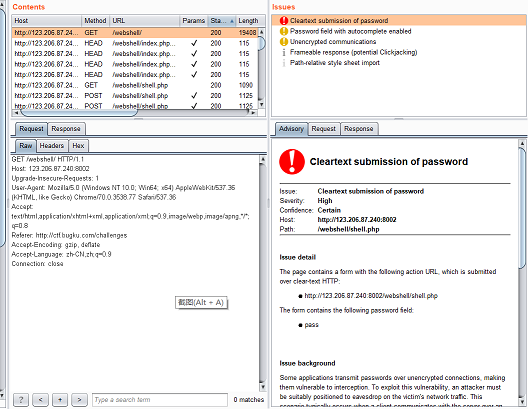 Contents
Host Method URL Params Sta... Length
http://123.206.87.24... GET /webshell/ 200 19408
http://123.206.87.24... HEAD /webshell/index.php... ✓ 200 115
http://123.206.87.24... HEAD /webshell/index.php... ✓ 200 115
http://123.206.87.24... HEAD /webshell/index.php... ✓ 200 115
http://123.206.87.24... GET /webshell/shell.php 200 1090
http://123.206.87.24... POST /webshell/shell.php ✓ 200 1125
http://123.206.87.24... POST /webshell/shell.php ✓ 200 1125
Request Response
Raw Headers Hex
GET /webshell/ HTTP/1.1
Host: 123.206.87.240:8002
Upgrade-Insecure-Requests: 1
User-Agent: Mozilla/5.0 (Windows NT 10.0; Win64; x64) AppleWebKit/537.36
(KHTML, like Gecko) Chrome/70.0.3538.77 Safari/537.36
Accept:
text/html,application/xhtml+xml,application/xml;q=0.9,image/webp,image/apng,*/*;
q=0.8
Referer: http://ctf.bugku.com/challenges
Accept-Encoding: gzip, deflate
Accept-Language: zh-CN,zh;q=0.9
Connection: close
截图(Alt + A)
? < + > Type a search term 0 matches
Issues
Cleartext submission of password
Password field with autocomplete enabled
Unencrypted communications
Frameable response (potential Clickjacking)
Path-relative style sheet import
Advisory Request Response
Cleartext submission of password
Issue: Cleartext submission of password
Severity: High
Confidence: Certain
Host: http://123.206.87.240:8002
Path: /webshell/shell.php
Issue detail
The page contains a form with the following action URL, which is submitted
over clear-text HTTP:
http://123.206.87.240:8002/webshell/shell.php
The form contains the following password field:
pass
Issue background
Some applications transmit passwords over unencrypted connections, making
them vulnerable to interception. To exploit this vulnerability, an attacker must
be suitably positioned to eavesdrop on the victim's network traffic. This
scenario typically occurs when a client communicates with the server over an